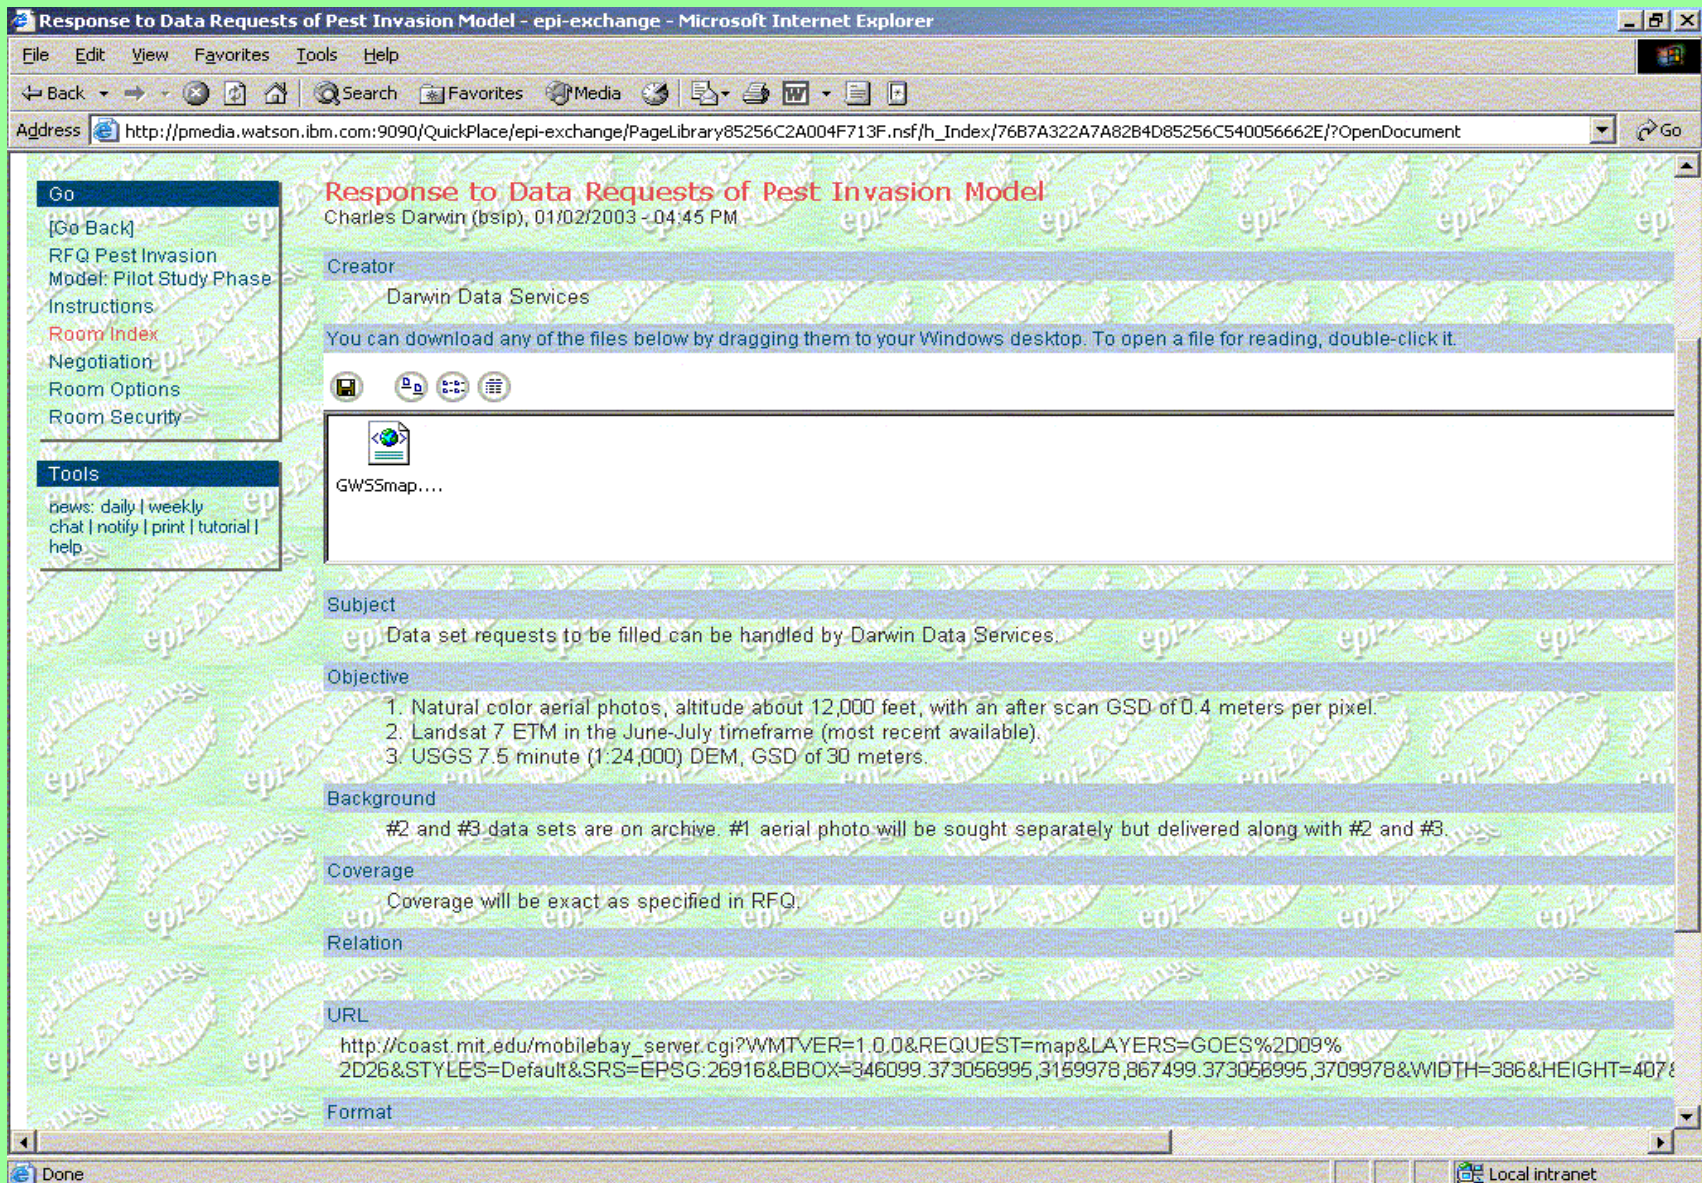 Response to Data Requests of Pest Invasion Model - epi-exchange - Microsoft Internet Explorer
File Edit View Favorites Tools Help
Back Search Favorites Media
Address http://pmedia.watson.ibm.com:9090/QuickPlace/epi-exchange/PageLibrary85256C2A004F713F.nsf/h_Index/76B7A322A7A82B4D85256C540056662E/?OpenDocument Go
Go
[Go Back]
RFQ Pest Invasion
Model: Pilot Study Phase
Instructions
Room Index
Negotiation
Room Options
Room Security
Tools
news: daily | weekly
chat | notify | print | tutorial |
help
Response to Data Requests of Pest Invasion Model
Charles Darwin (bsip), 01/02/2003 - 04:45 PM
Creator
Darwin Data Services
You can download any of the files below by dragging them to your Windows desktop. To open a file for reading, double-click it.
GWSSmap....
Subject
Data set requests to be filled can be handled by Darwin Data Services.
Objective
1. Natural color aerial photos, altitude about 12,000 feet, with an after scan GSD of 0.4 meters per pixel.
2. Landsat 7 ETM in the June-July timeframe (most recent available).
3. USGS 7.5 minute (1:24,000) DEM, GSD of 30 meters.
Background
#2 and #3 data sets are on archive. #1 aerial photo will be sought separately but delivered along with #2 and #3.
Coverage
Coverage will be exact as specified in RFQ.
Relation
URL
http://coast.mit.edu/mobilebay_server.cgi?WMTVER=1.0.0&REQUEST=map&LAYERS=GOES%2D09%
2D26&STYLES=Default&SRS=EPSG:26916&BBOX=346099.373056995,3159978,867499.373056995,3709978&WIDTH=386&HEIGHT=407&
Format
Done Local intranet